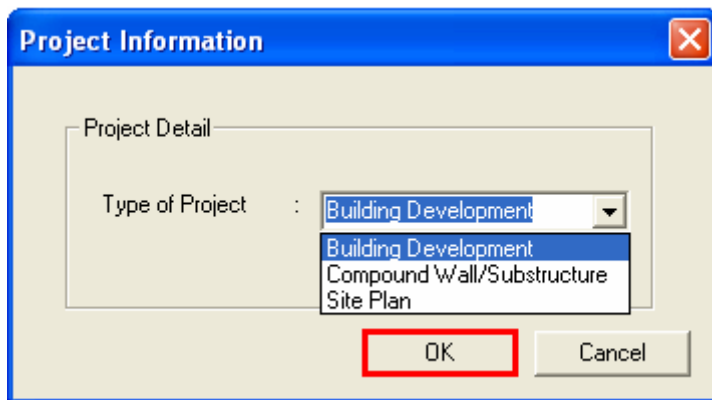 Project Information
Project Detail
Type of Project : Building Development
Building Development
Compound Wall/Substructure
Site Plan
OK Cancel